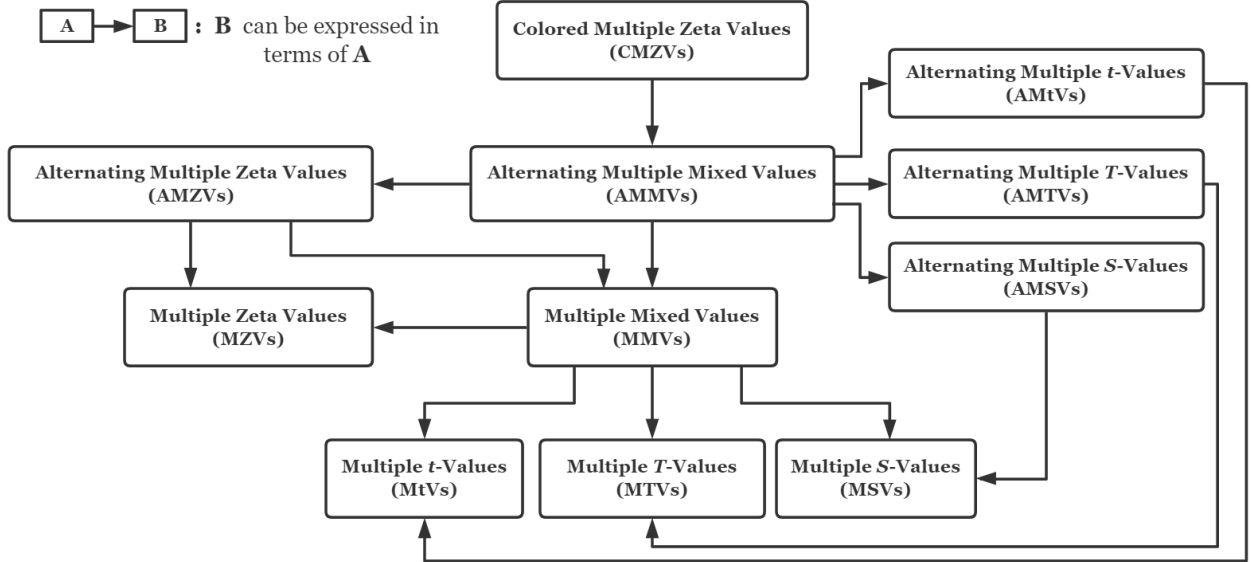 A
B
: B can be expressed in
terms of A
Colored Multiple Zeta Values
(CMZVs)
Alternating Multiple t-Values
(AMtVs)
Alternating Multiple Zeta Values
(AMZVs)
Alternating Multiple Mixed Values
(AMMVs)
Alternating Multiple T-Values
(AMTVs)
Alternating Multiple S-Values
(AMSVs)
Multiple Zeta Values
(MZVs)
Multiple Mixed Values
(MMVs)
Multiple t-Values
(MtVs)
Multiple T-Values
(MTVs)
Multiple S-Values
(MSVs)